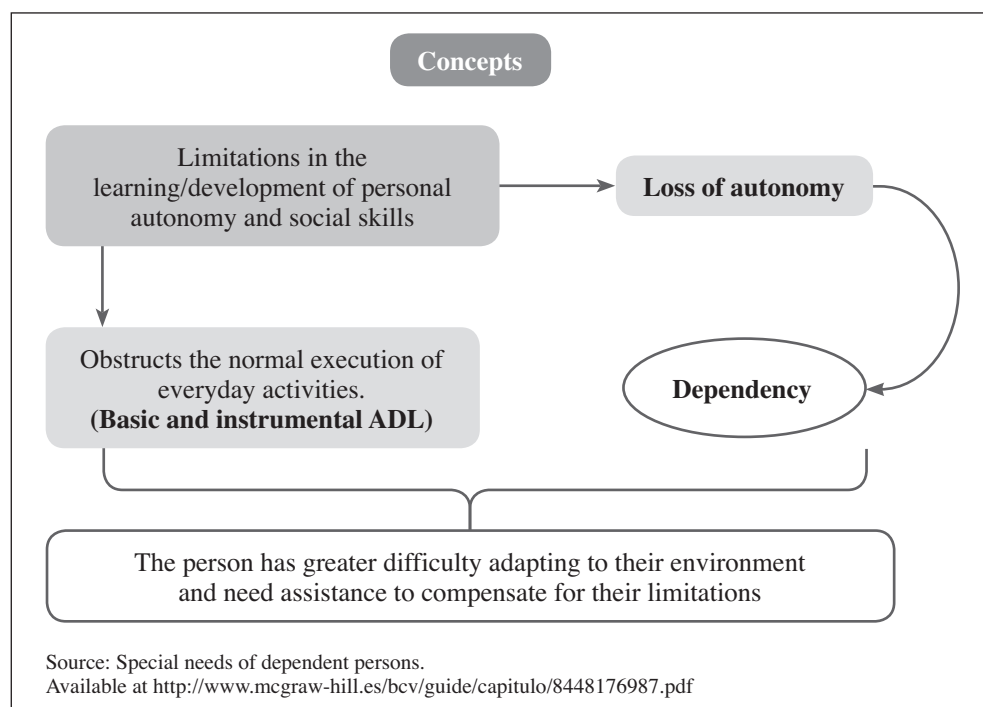 Concepts
Limitations in the
learning/development of personal
autonomy and social skills
Loss of autonomy
Obstructs the normal execution of
everyday activities.
(Basic and instrumental ADL)
Dependency
The person has greater difficulty adapting to their environment
and need assistance to compensate for their limitations
Source: Special needs of dependent persons.
Available at http://www.mcgraw-hill.es/bcv/guide/capitulo/8448176987.pdf